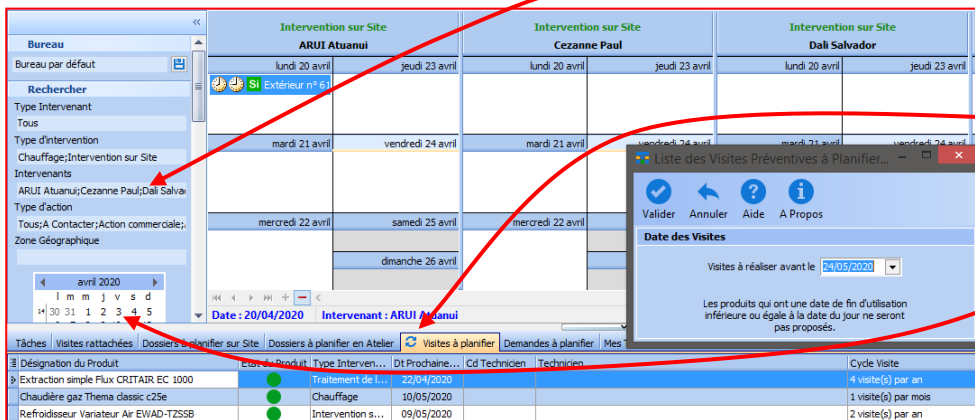 «
Bureau
Bureau par défaut
Rechercher
Type Intervenant
Tous
Type d'intervention
Chauffage;Intervention sur Site
Intervenants
ARUI Atuanui;Cezanne Paul;Dali Salva
Type d'action
Tous;A Contacter;Action commerciale;
Zone Géographique
avril 2020
l m m j v s d
14 30 31 1 2 3 4 5
Intervention sur Site Intervention sur Site Intervention sur Site
ARUI Atuanui Cezanne Paul Dali Salvador
lundi 20 avril jeudi 23 avril lundi 20 avril jeudi 23 avril lundi 20 avril jeudi 23 avril
Si Extérieur n° 61
mardi 21 avril vendredi 24 avril mardi 21 avril vendredi 24 avril mardi 21 avril vendredi 24 avril
mercredi 22 avril samedi 25 avril mercredi 22 avril
dimanche 26 avril
Date : 20/04/2020 Intervenant : ARUI Atuanui
Liste des Visites Préventives à Planifier...
Valider Annuler Aide A Propos
Date des Visites
Visites à réaliser avant le 24/05/2020
Les produits qui ont une date de fin d'utilisation
inférieure ou égale à la date du jour ne seront
pas proposés.
Tâches Visites rattachées Dossiers à planifier sur Site Dossiers à planifier en Atelier Visites à planifier Demandes à planifier Mes
Désignation du Produit Etat du Produit Type Interven... Dt Prochaine... Cd Technicien Technicien Cycle Visite
Extraction simple Flux CRITAIR EC 1000 Traitement de l... 22/04/2020 4 visite(s) par an
Chaudière gaz Thema classic c25e Chauffage 10/05/2020 1 visite(s) par mois
Refroidisseur Variateur Air EWAD-TZSSB Intervention s... 09/05/2020 2 visite(s) par an